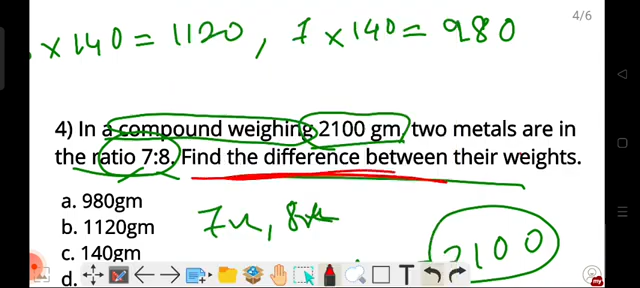 4/6
× 140 = 1120, 7 × 140 = 980
4) In a compound weighing 2100 gm, two metals are in
the ratio 7:8. Find the difference between their weights.
a. 980gm
b. 1120gm
c. 140gm
d.
7x, 8x
2100
T
my